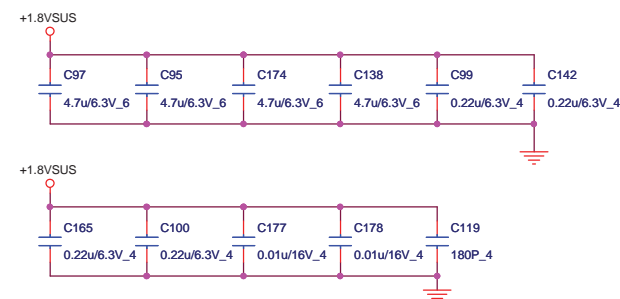 +1.8VSUS
C97 C95 C174 C138 C99 C142
4.7u/6.3V_6 4.7u/6.3V_6 4.7u/6.3V_6 4.7u/6.3V_6 0.22u/6.3V_4 0.22u/6.3V_4
+1.8VSUS
C165 C100 C177 C178 C119
0.22u/6.3V_4 0.22u/6.3V_4 0.01u/16V_4 0.01u/16V_4 180P_4